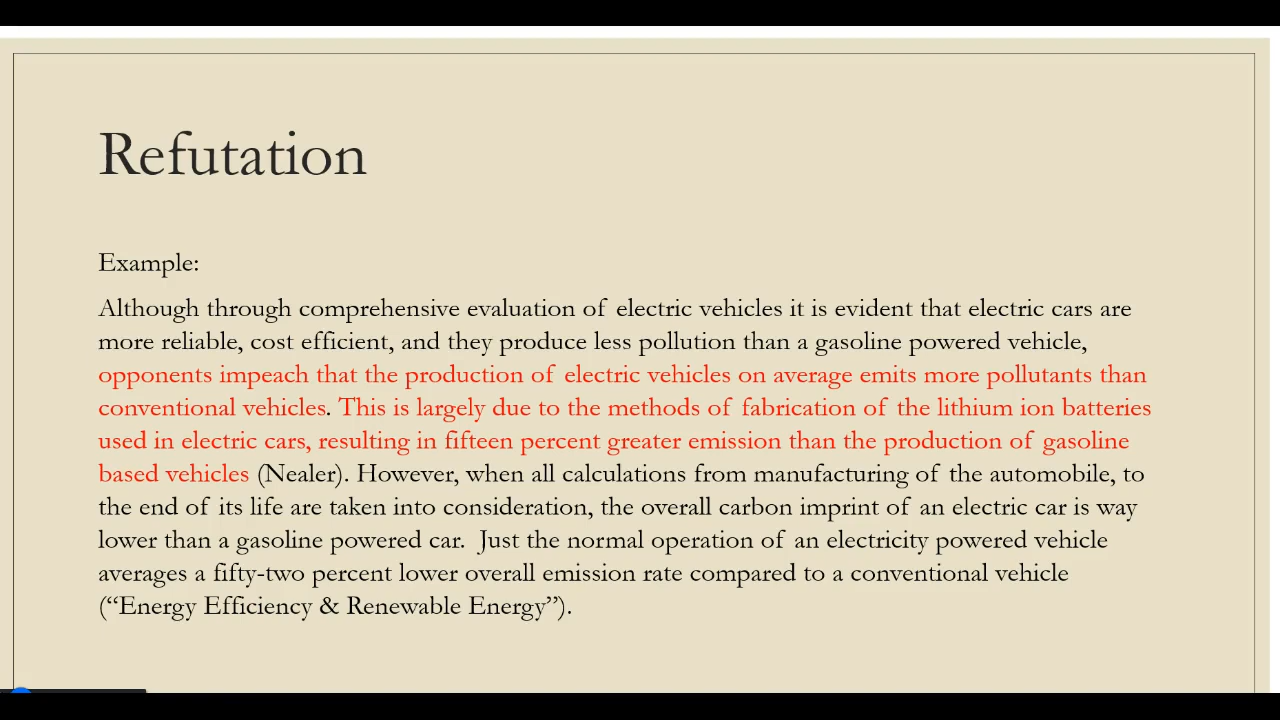 Refutation
Example:
Although through comprehensive evaluation of electric vehicles it is evident that electric cars are
more reliable, cost efficient, and they produce less pollution than a gasoline powered vehicle,
opponents impeach that the production of electric vehicles on average emits more pollutants than
conventional vehicles. This is largely due to the methods of fabrication of the lithium ion batteries
used in electric cars, resulting in fifteen percent greater emission than the production of gasoline
based vehicles (Nealer). However, when all calculations from manufacturing of the automobile, to
the end of its life are taken into consideration, the overall carbon imprint of an electric car is way
lower than a gasoline powered car.  Just the normal operation of an electricity powered vehicle
averages a fifty-two percent lower overall emission rate compared to a conventional vehicle
(“Energy Efficiency & Renewable Energy”).